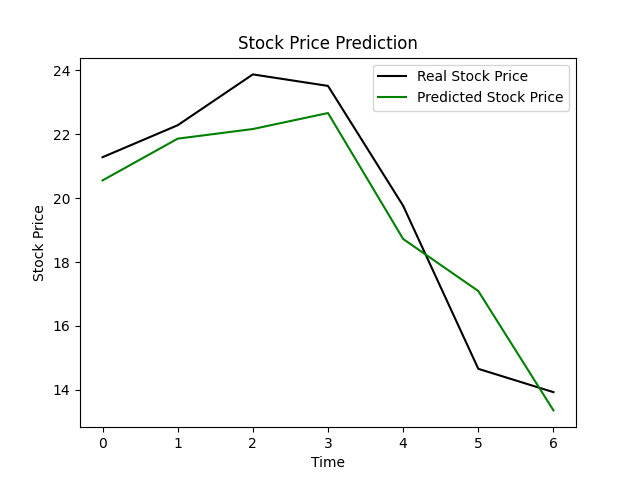 Stock Price Prediction
Real Stock Price
Predicted Stock Price
Stock Price
24
22
20
18
16
14
0 1 2 3 4 5 6
Time